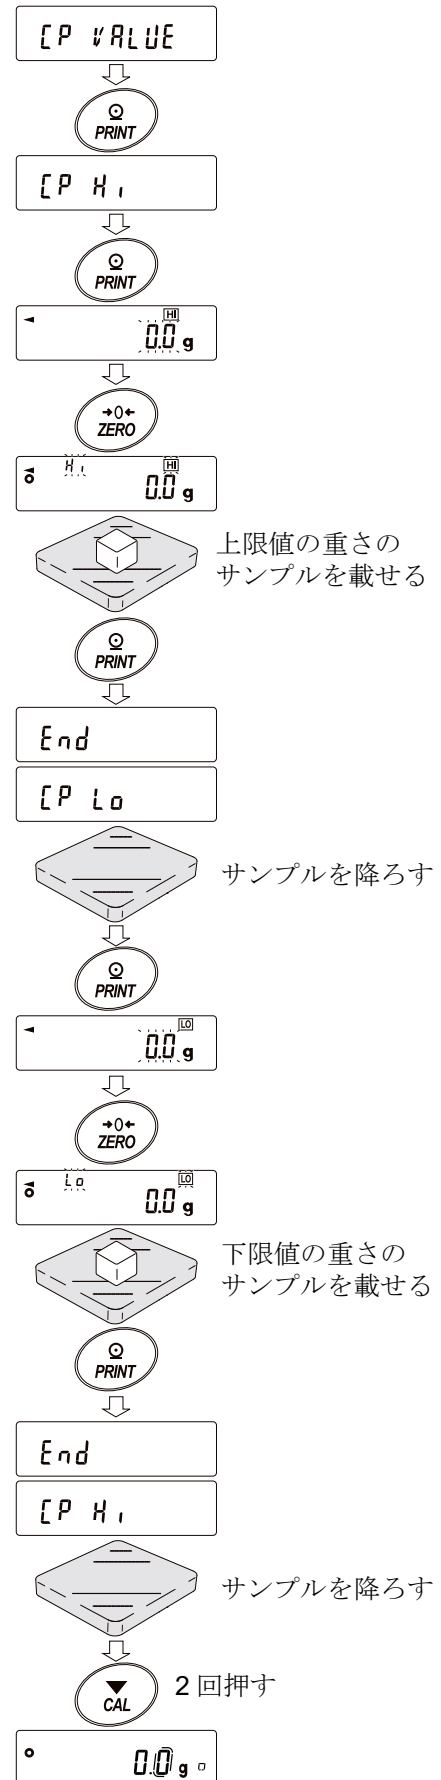 CP VALUE
PRINT
CP Hi
PRINT
HI
0.0 g
→0←
ZERO
Hi HI
0.0 g
上限値の重さの
サンプルを載せる
PRINT
End
CP Lo
サンプルを降ろす
PRINT
LO
0.0 g
→0←
ZERO
Lo LO
0.0 g
下限値の重さの
サンプルを載せる
PRINT
End
CP Hi
サンプルを降ろす
CAL 2回押す
0.0 g